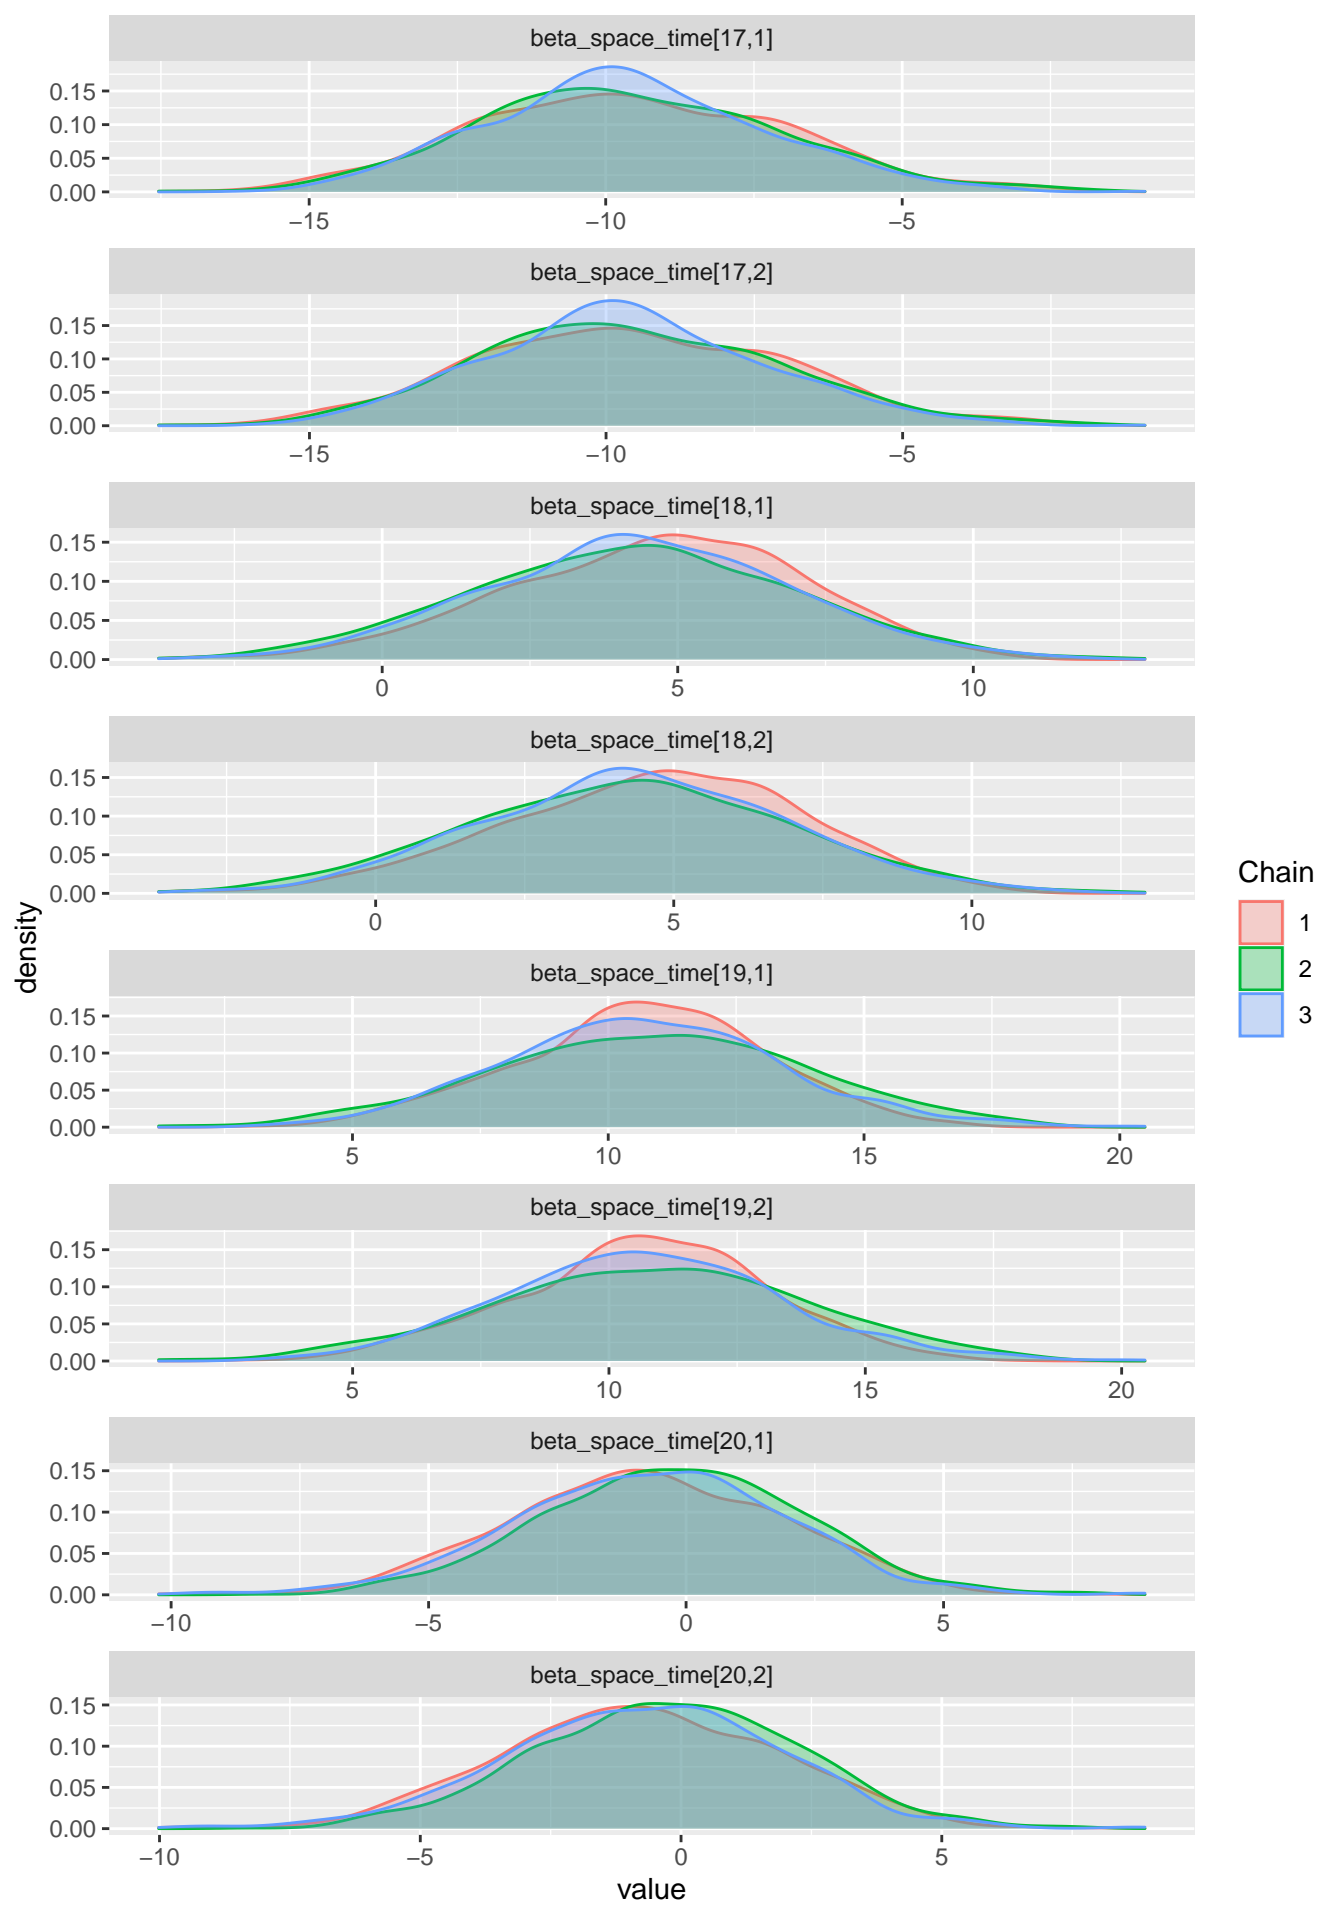 beta_space_time[17,1]
0.15
0.10
0.05
0.00
−15 −10 −5
beta_space_time[17,2]
0.15
0.10
0.05
0.00
−15 −10 −5
beta_space_time[18,1]
0.15
0.10
0.05
0.00
0 5 10
beta_space_time[18,2]
0.15
0.10
0.05
0.00
0 5 10
beta_space_time[19,1]
0.15
0.10
0.05
0.00
5 10 15 20
beta_space_time[19,2]
0.15
0.10
0.05
0.00
5 10 15 20
beta_space_time[20,1]
0.15
0.10
0.05
0.00
−10 −5 0 5
beta_space_time[20,2]
0.15
0.10
0.05
0.00
−10 −5 0 5
value
density
Chain
1
2
3